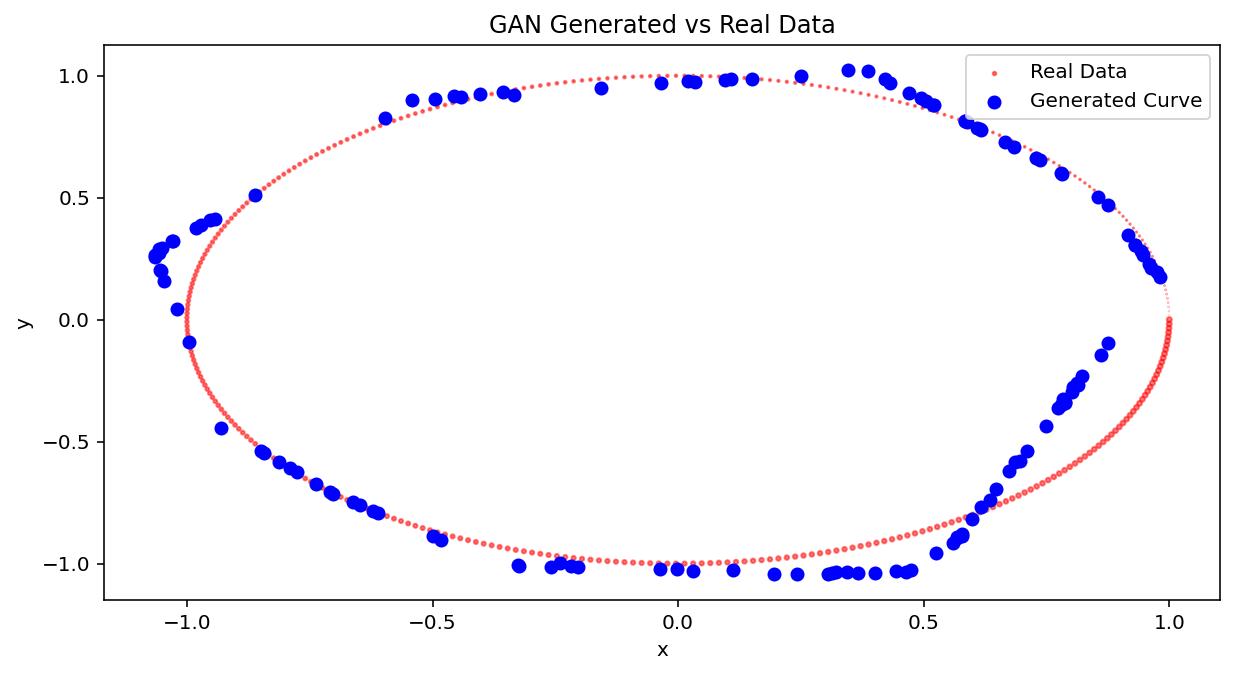 GAN Generated vs Real Data
Real Data
Generated Curve
1.0
0.5
0.0
−0.5
−1.0
y
−1.0 −0.5 0.0 0.5 1.0
x